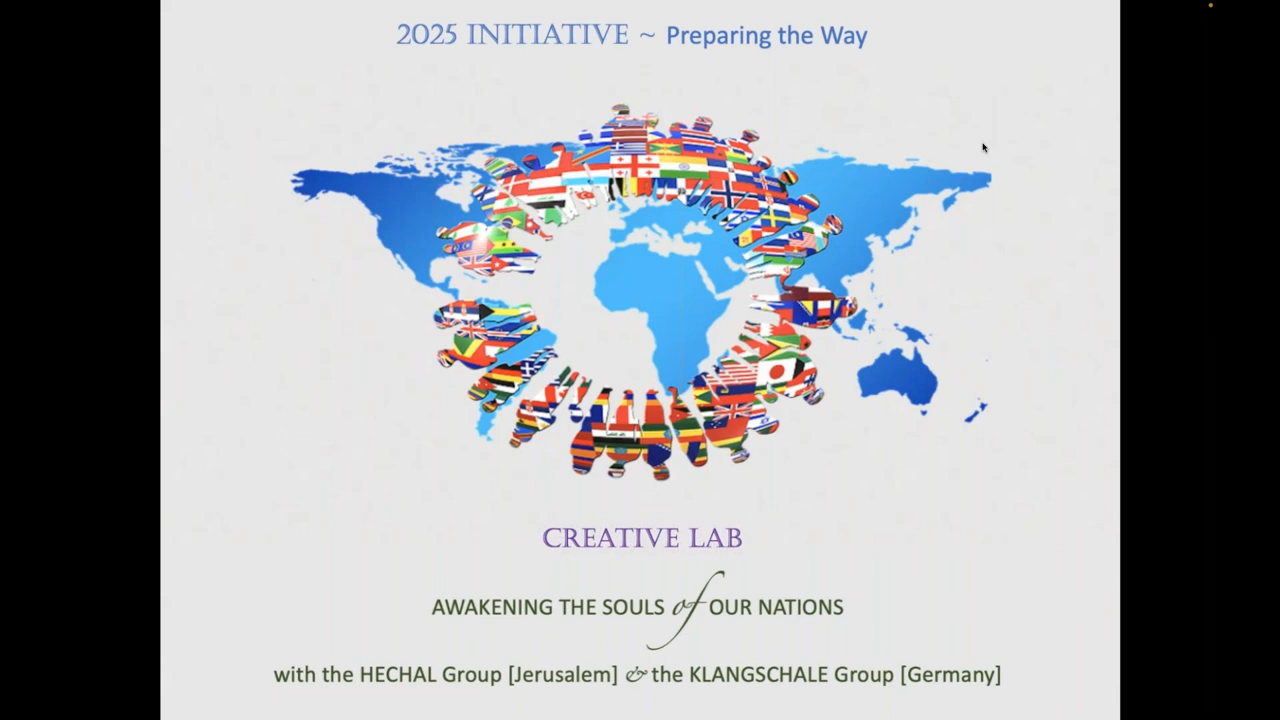 2025 INITIATIVE ~ Preparing the Way
CREATIVE LAB
AWAKENING THE SOULS of OUR NATIONS
with the HECHAL Group [Jerusalem] & the KLANGSCHALE Group [Germany]